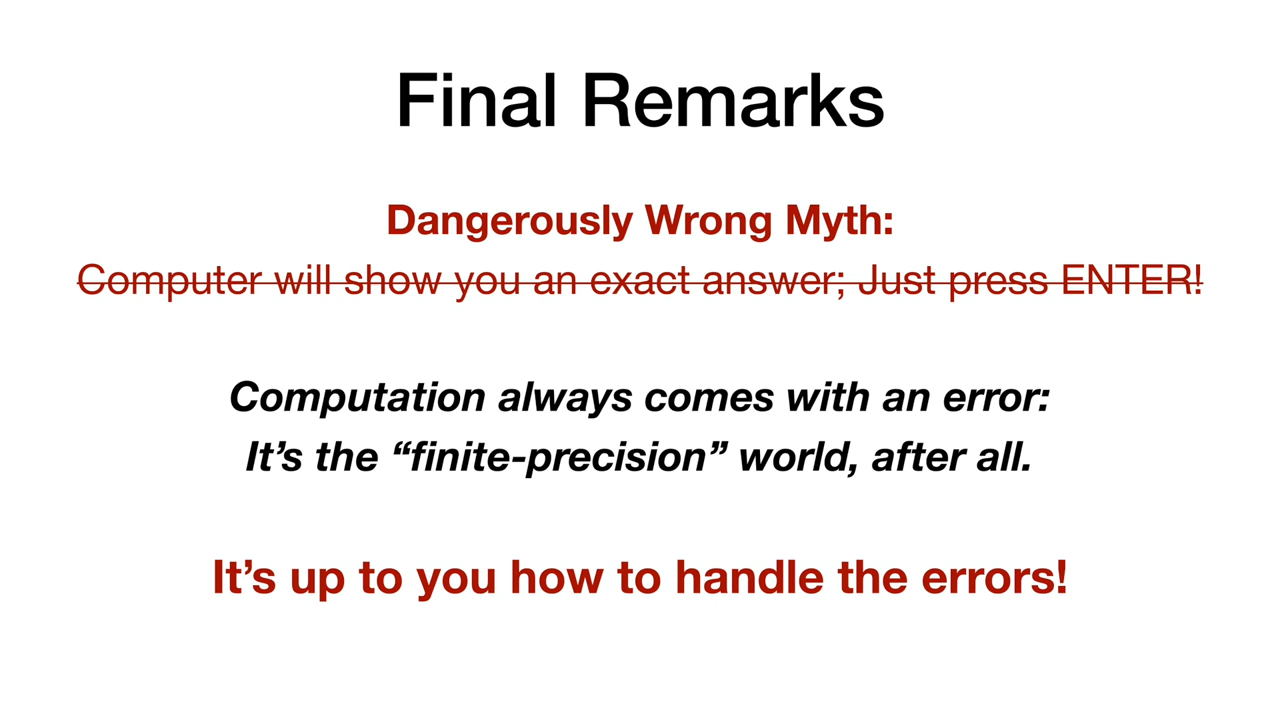 Final Remarks
Dangerously Wrong Myth:
Computer will show you an exact answer; Just press ENTER!
Computation always comes with an error:
It’s the “finite-precision” world, after all.
It’s up to you how to handle the errors!